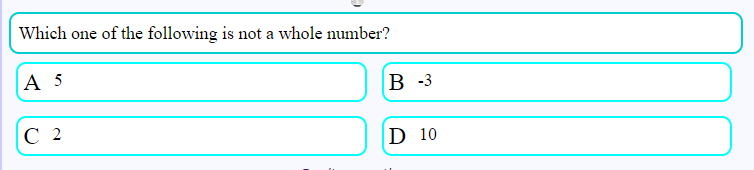 Which one of the following is not a whole number?
A 5
B -3
C 2
D 10